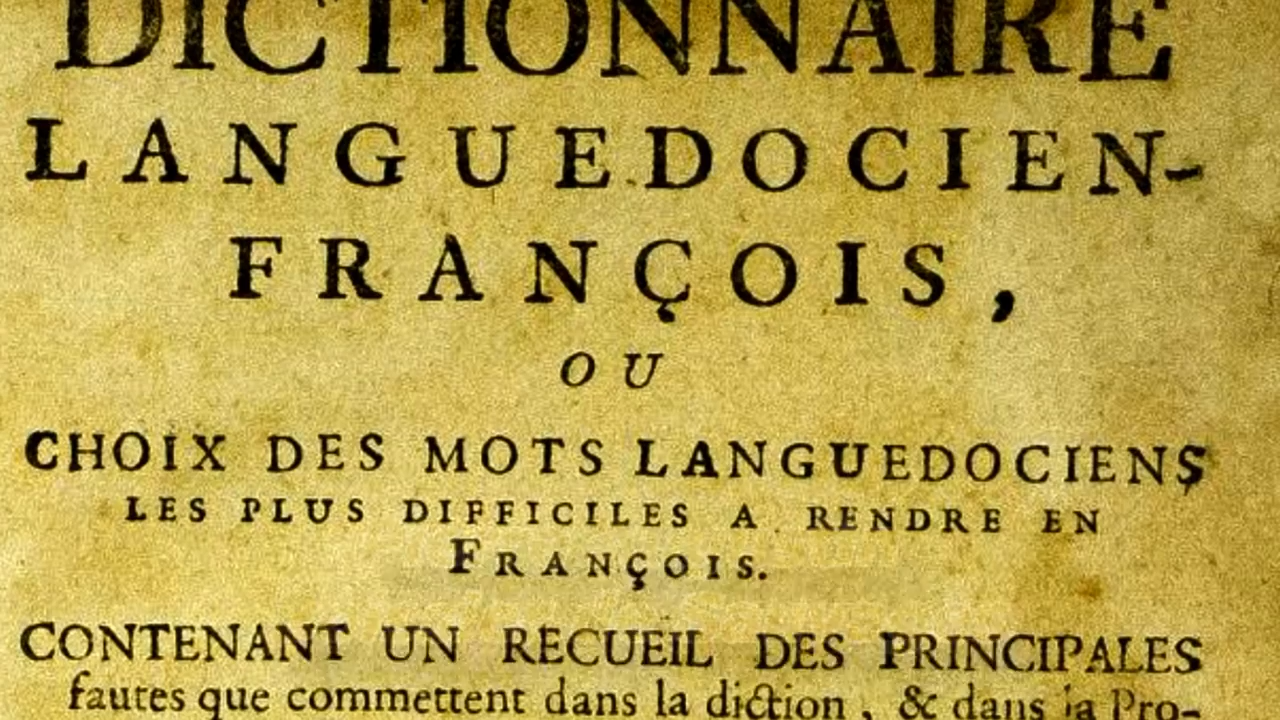 DICTIONNAIRE
LANGUEDOCIEN-
FRANÇOIS,
OU
CHOIX DES MOTS LANGUEDOCIENS
LES PLUS DIFFICILES A RENDRE EN
FRANÇOIS.
CONTENANT UN RECUEIL DES PRINCIPALES
fautes que commettent dans la diction, & dans la Pro-